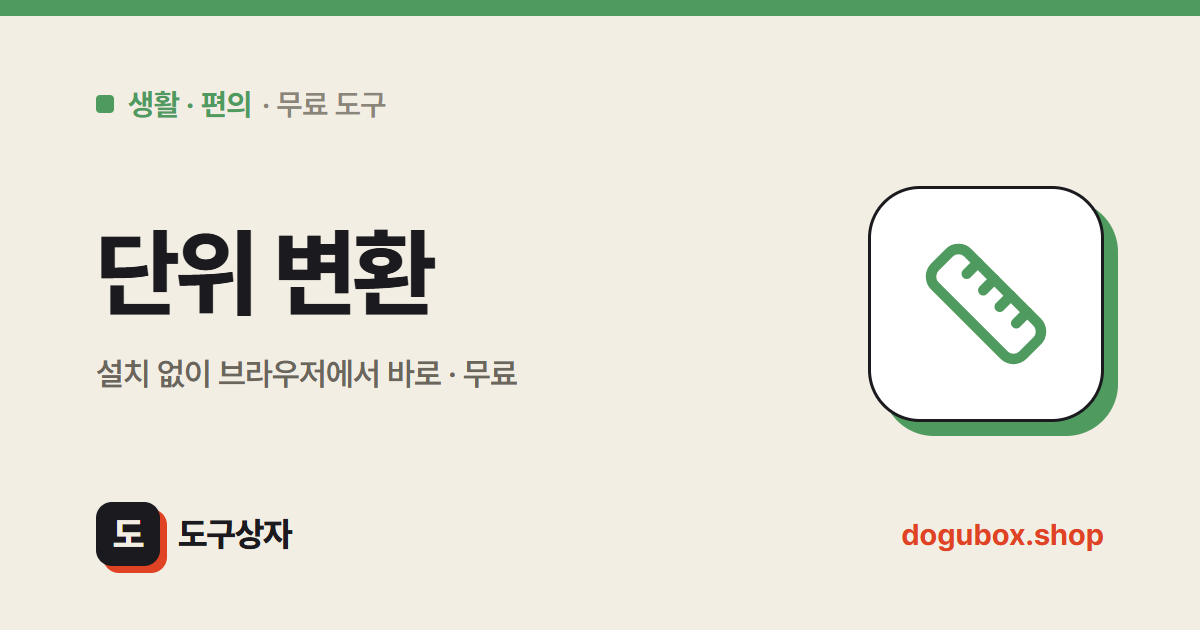 생활 · 편의 · 무료 도구
단위 변환
설치 없이 브라우저에서 바로 · 무료
도 도구상자
dogubox.shop